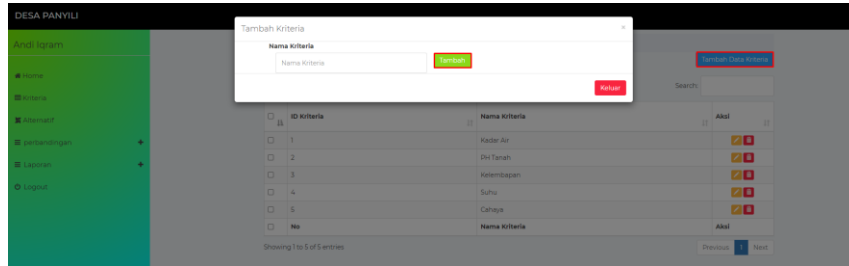 DESA PANYILI
Andi Iqram
Home
Kriteria
Alternatif
perbandingan +
Laporan +
Logout
Tambah Kriteria ×
Nama Kriteria
Nama Kriteria
Tambah
Keluar
Tambah Data Kriteria
Search:
ID Kriteria Nama Kriteria Aksi
1 Kadar Air
2 PH Tanah
3 Kelembapan
4 Suhu
5 Cahaya
No Nama Kriteria Aksi
Showing 1 to 5 of 5 entries
Previous 1 Next